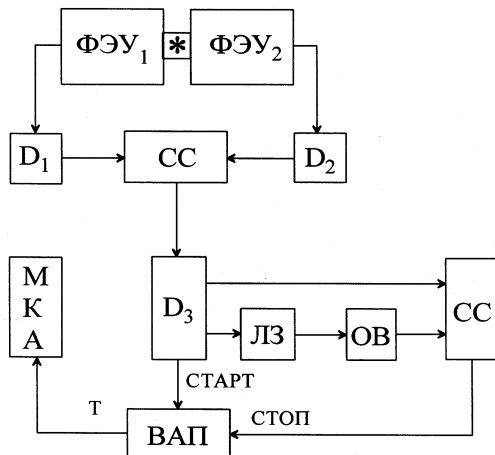 ФЭУ1 * ФЭУ2
D1 СС D2
М
К
А
D3
СС
ЛЗ ОВ
СТАРТ
Т
СТОП
ВАП